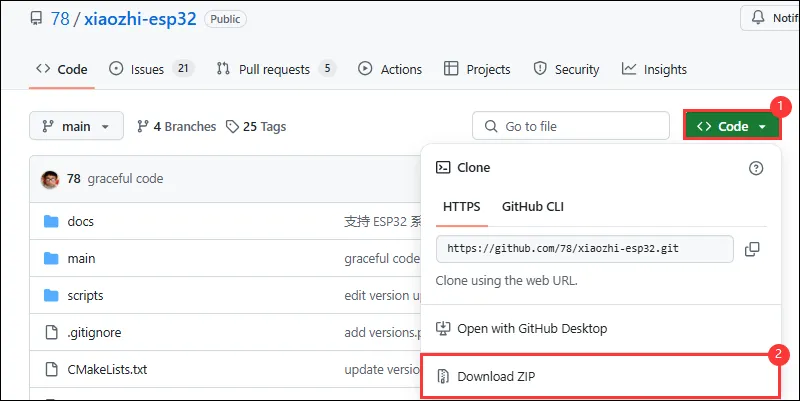 78 / xiaozhi-esp32 Public Notifi
Code Issues 21 Pull requests 5 Actions Projects Security Insights
1
main 4 Branches 25 Tags Go to file Code
78 graceful code
Clone
HTTPS GitHub CLI
docs 支持 ESP32 系
https://github.com/78/xiaozhi-esp32.git
main graceful code
Clone using the web URL.
scripts edit version up
.gitignore add versions.p
Open with GitHub Desktop
2
CMakeLists.txt update versio
Download ZIP